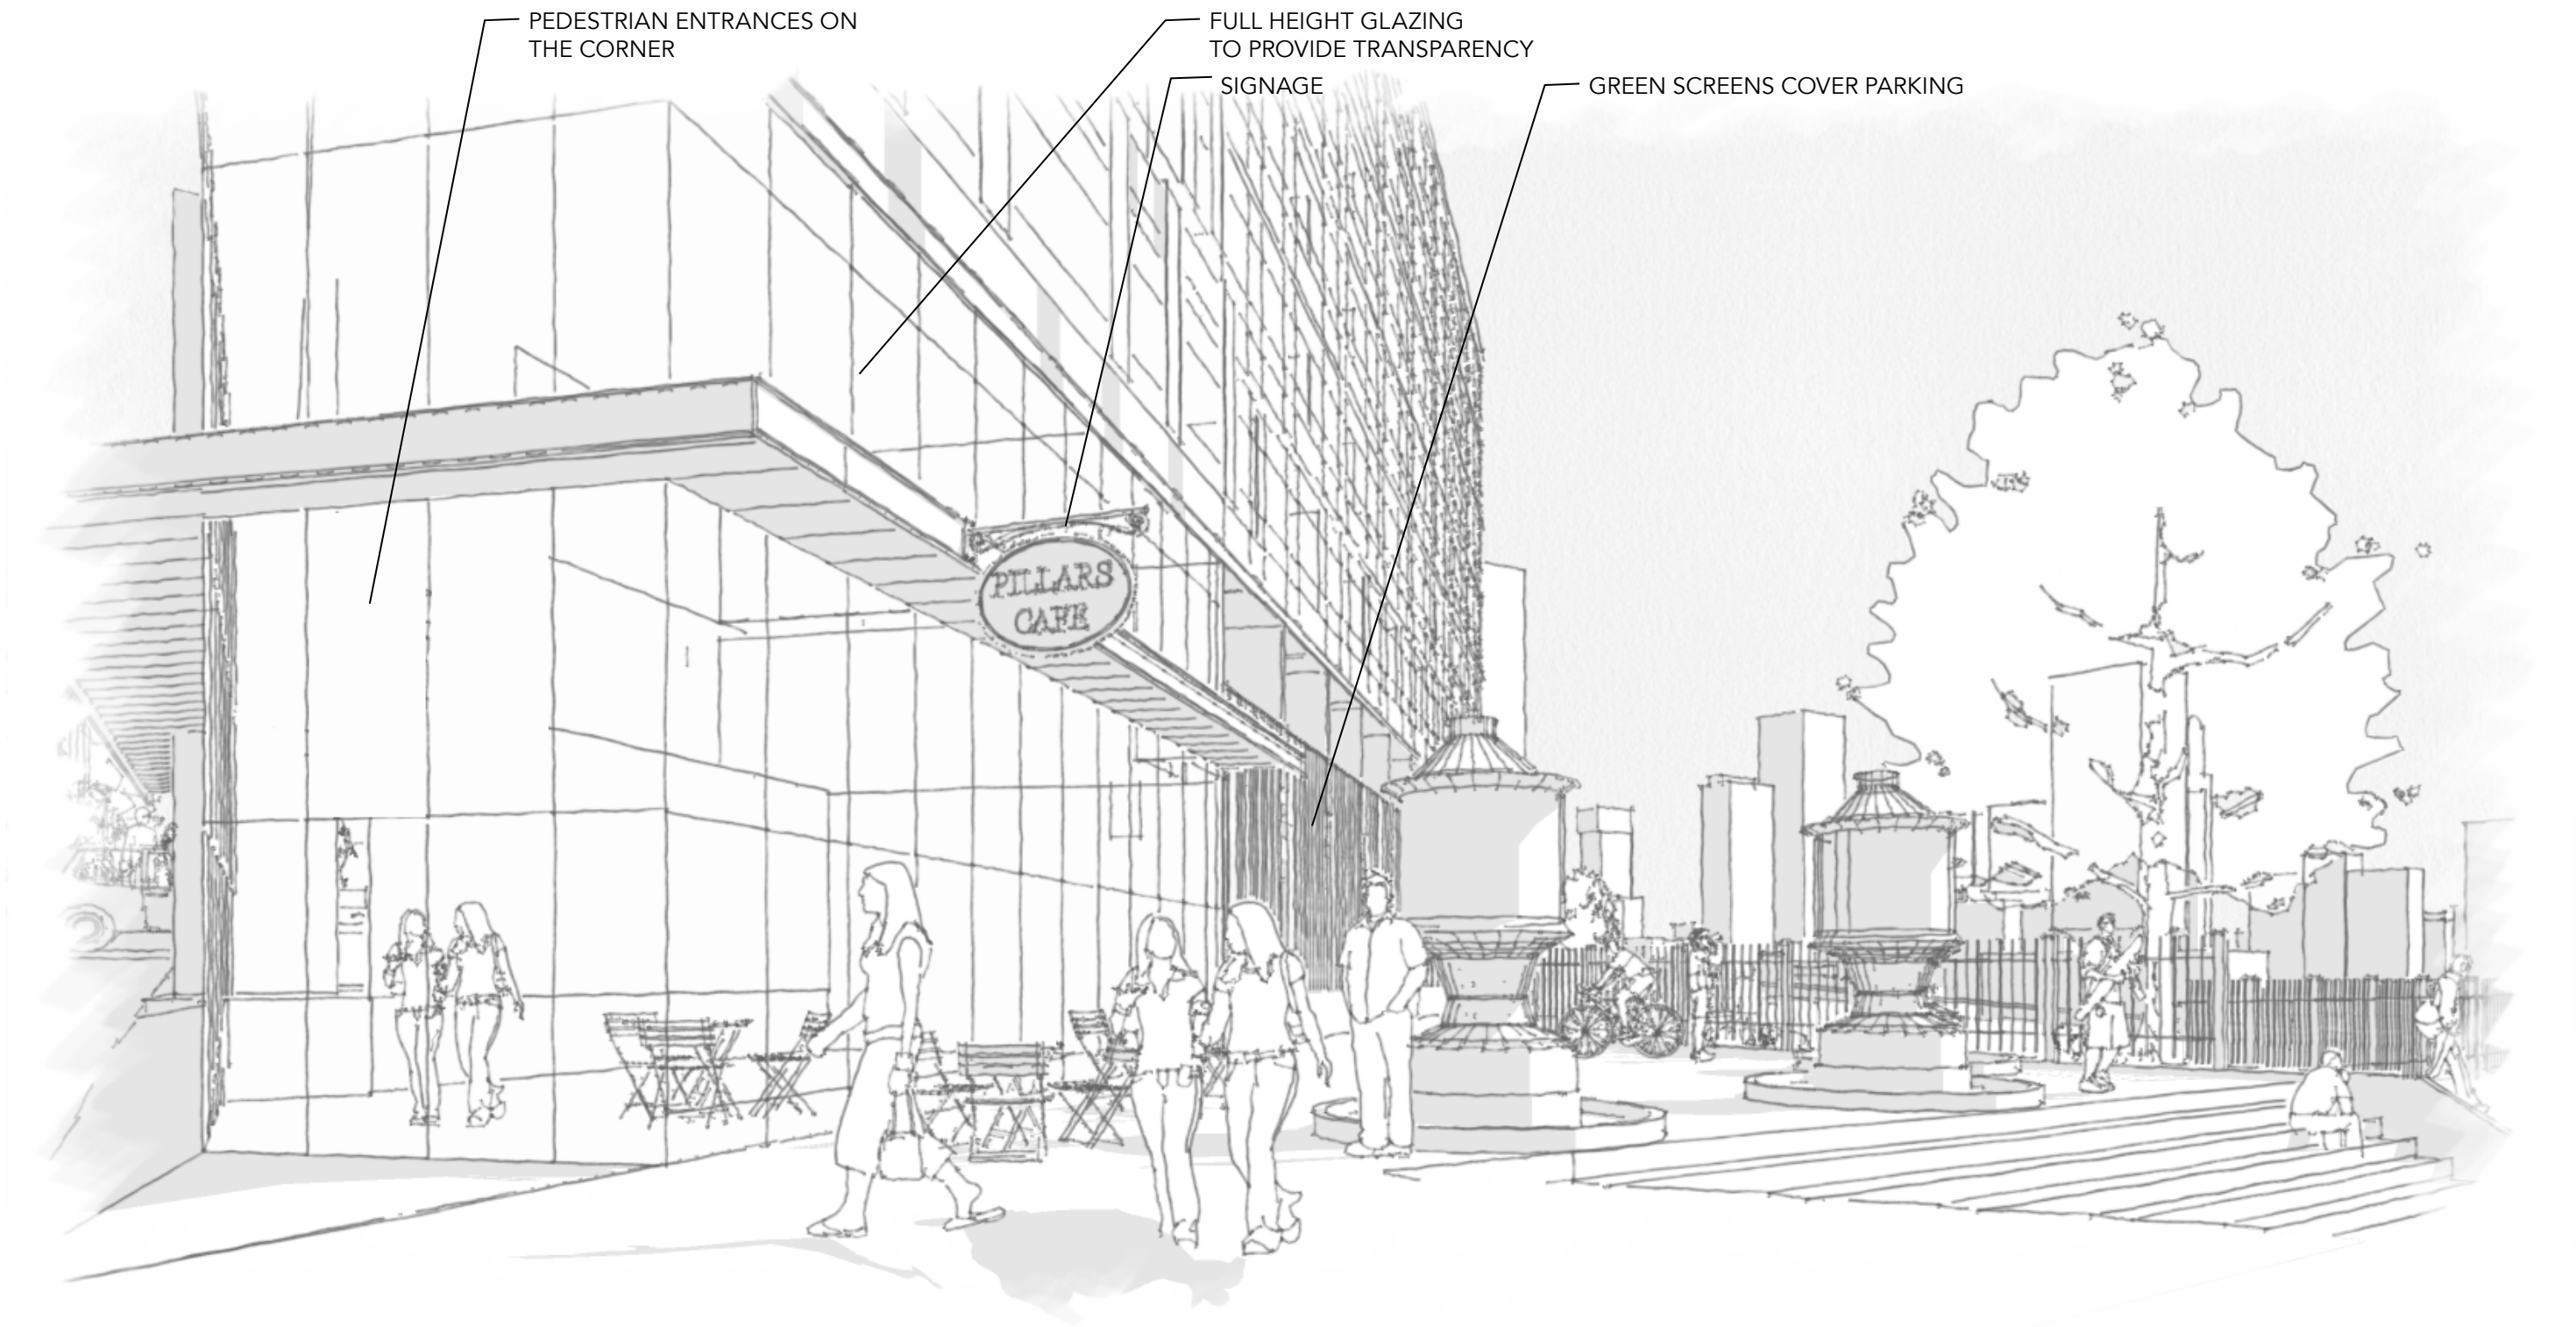 PEDESTRIAN ENTRANCES ON
THE CORNER
FULL HEIGHT GLAZING
TO PROVIDE TRANSPARENCY
SIGNAGE
GREEN SCREENS COVER PARKING
PILLARS
CAFE